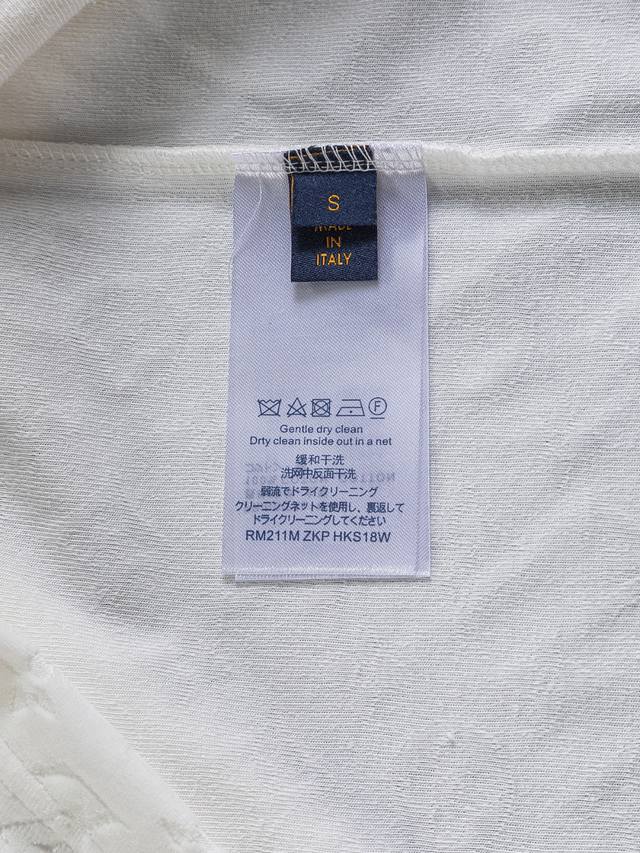 S
MADE
IN
ITALY
F
Gentle dry clean
Drty clean inside out in a net
缓和干洗
洗网中反面干洗
弱流でドライクリーニング
クリーニングネットを使用し、裏返して
ドライクリーニングしてください
RM211M ZKP HKS18W